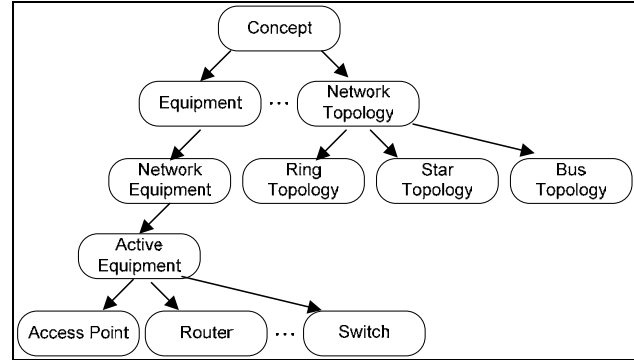 Concept
Equipment
...
Network
Topology
Network
Equipment
Ring
Topology
Star
Topology
Bus
Topology
Active
Equipment
Access Point
Router
...
Switch